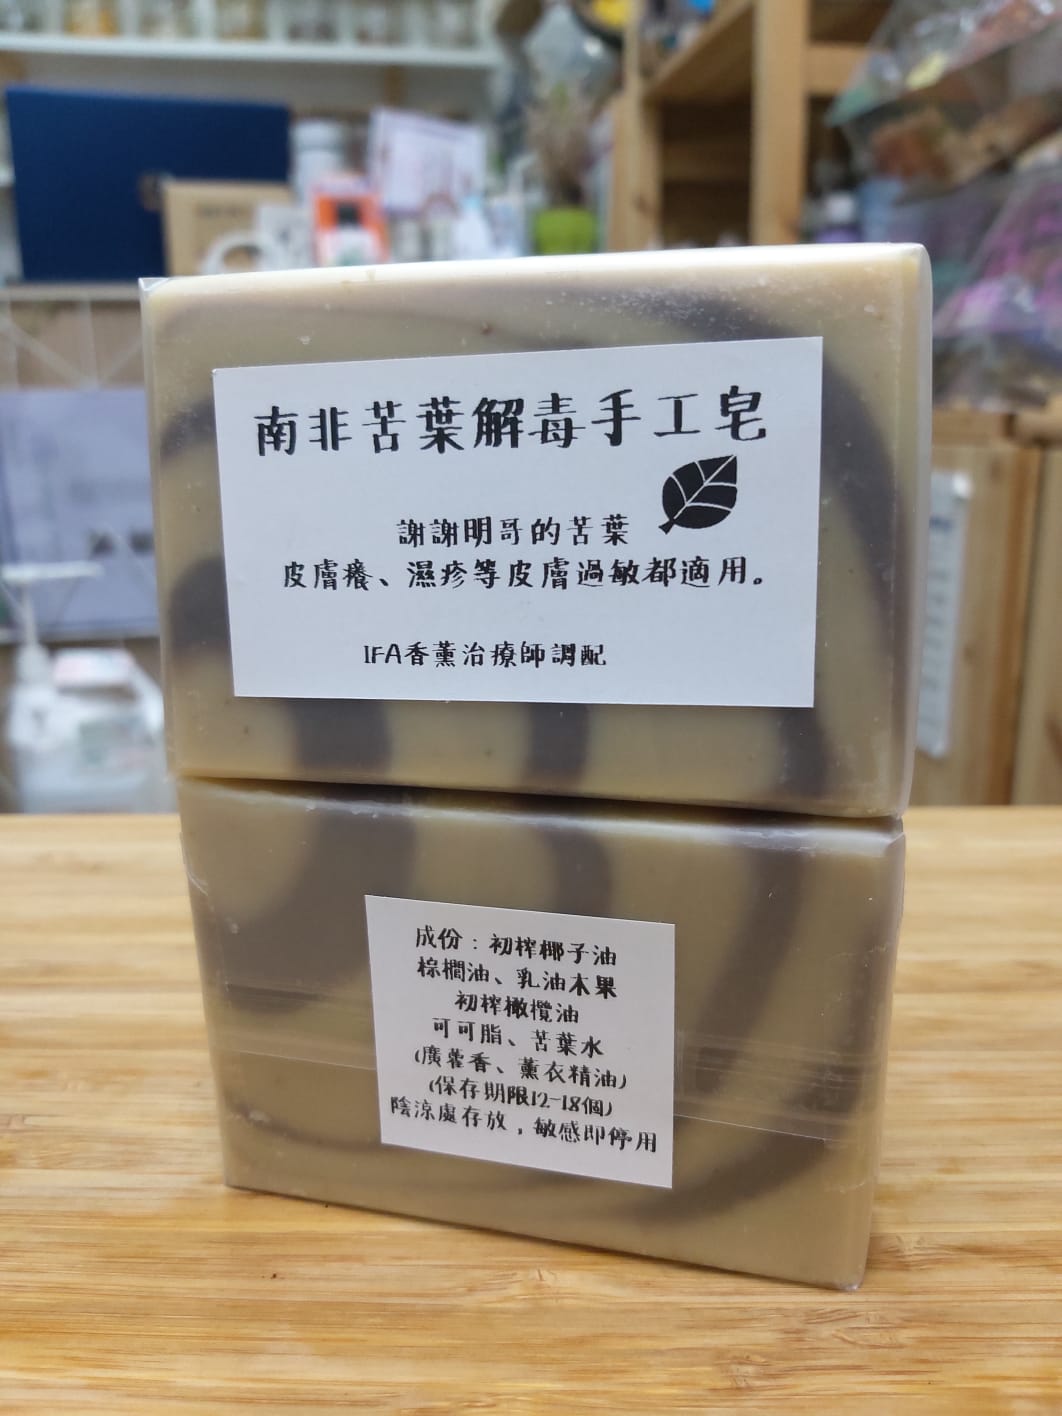 南非苦葉解毒手工皂
謝謝明哥的苦葉
皮膚癢、濕疹等皮膚過敏都適用。
IFA香薰治療師調配
成份：初榨椰子油
棕櫚油、乳油木果
初榨橄欖油
可可脂、苦葉水
(廣藿香、薰衣精油)
(保存期限12-18個)
陰涼處存放，敏感即停用